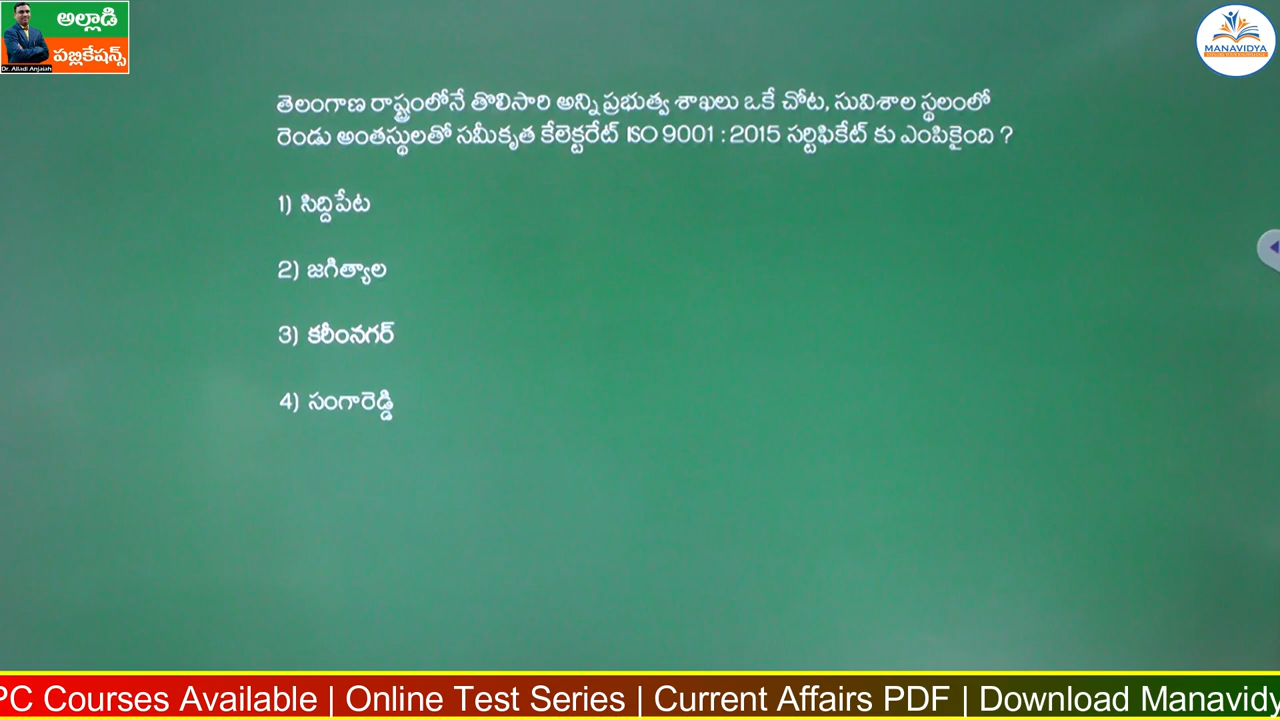 అల్లాడి
పబ్లికేషన్స్
Dr. Alladi Anjaiah
MANAVIDYA
తెలంగాణ రాష్ట్రంలోనే తొలిసారి అన్ని ప్రభుత్వ శాఖలు ఒకే చోట, సువిశాల స్థలంలో
రెండు అంతస్థులతో సమీకృత కేలెక్టరేట్ ISO 9001 : 2015 సర్టిఫికేట్ కు ఎంపికైంది ?
1) సిద్దిపేట
2) జగిత్యాల
3) కరీంనగర్
4) సంగారెడ్డి
PC Courses Available | Online Test Series | Current Affairs PDF | Download Manavidy